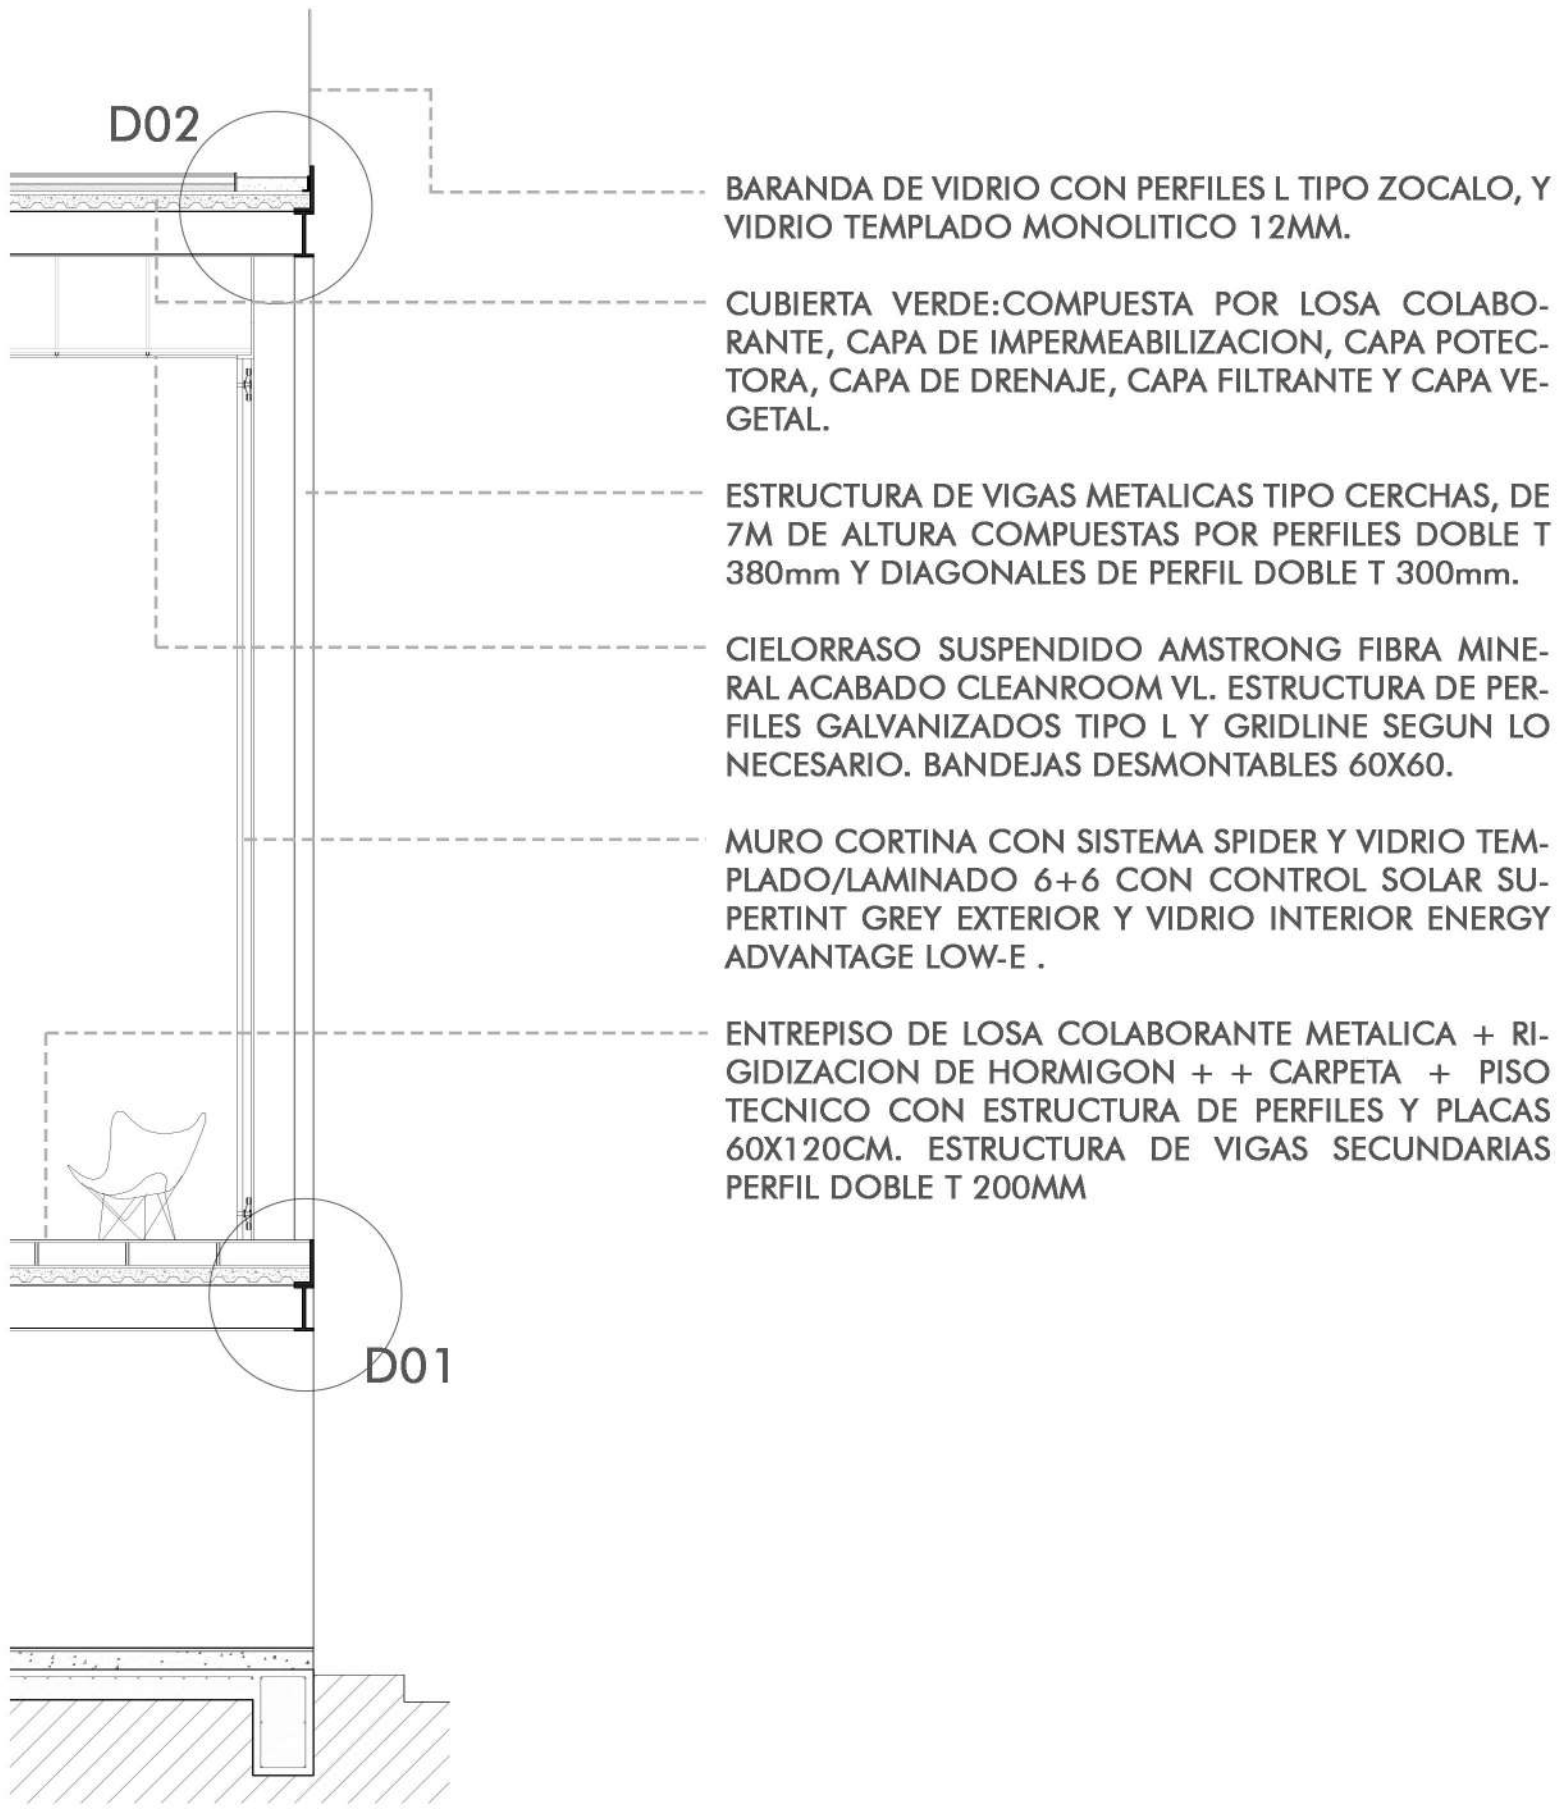 D02
BARANDA DE VIDRIO CON PERFILES L TIPO ZOCALO, Y
VIDRIO TEMPLADO MONOLITICO 12MM.
CUBIERTA VERDE:COMPUESTA POR LOSA COLABO-
RANTE, CAPA DE IMPERMEABILIZACION, CAPA POTEC-
TORA, CAPA DE DRENAJE, CAPA FILTRANTE Y CAPA VE-
GETAL.
ESTRUCTURA DE VIGAS METALICAS TIPO CERCHAS, DE
7M DE ALTURA COMPUESTAS POR PERFILES DOBLE T
380mm Y DIAGONALES DE PERFIL DOBLE T 300mm.
CIELORRASO SUSPENDIDO AMSTRONG FIBRA MINE-
RAL ACABADO CLEANROOM VL. ESTRUCTURA DE PER-
FILES GALVANIZADOS TIPO L Y GRIDLINE SEGUN LO
NECESARIO. BANDEJAS DESMONTABLES 60X60.
MURO CORTINA CON SISTEMA SPIDER Y VIDRIO TEM-
PLADO/LAMINADO 6+6 CON CONTROL SOLAR SU-
PERTINT GREY EXTERIOR Y VIDRIO INTERIOR ENERGY
ADVANTAGE LOW-E .
ENTREPISO DE LOSA COLABORANTE METALICA + RI-
GIDIZACION DE HORMIGON + + CARPETA + PISO
TECNICO CON ESTRUCTURA DE PERFILES Y PLACAS
60X120CM. ESTRUCTURA DE VIGAS SECUNDARIAS
PERFIL DOBLE T 200MM
D01